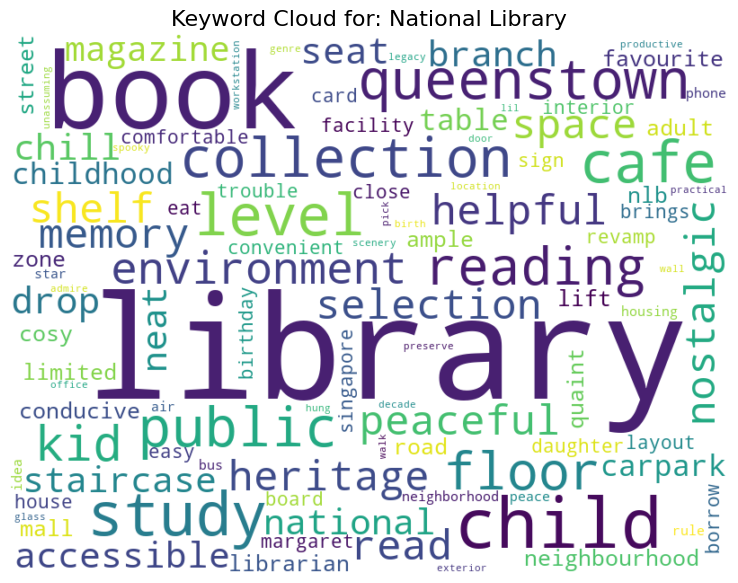 Keyword Cloud for: National Library
street
magazine
workstation
genre
seat
branch
productive
favourite
unassuming
book
legacy
card
queenstown
phone
lil
interior
chill
comfortable
facility
table
space
adult
spooky
collection
door
sign
cafe
childhood
trouble
close
location
nlb
practical
shelf
eat
level
pick
birth
helpful
brings
memory
convenient
scenery
ample
revamp
zone
star
environment
reading
wall
nostalgic
admire
drop
neat
birthday
selection
lift
housing
cosy
library
preserve
limited
office
singapore
quaint
conducive
air
public
hung
decade
peaceful
kid
easy
walk
road
daughter
layout
idea
staircase
bus
heritage
floor
carpark
house
board
neighborhood
peace
glass
mall
study
national
margaret
read
child
rule
borrow
accessible
librarian
exterior
neighbourhood